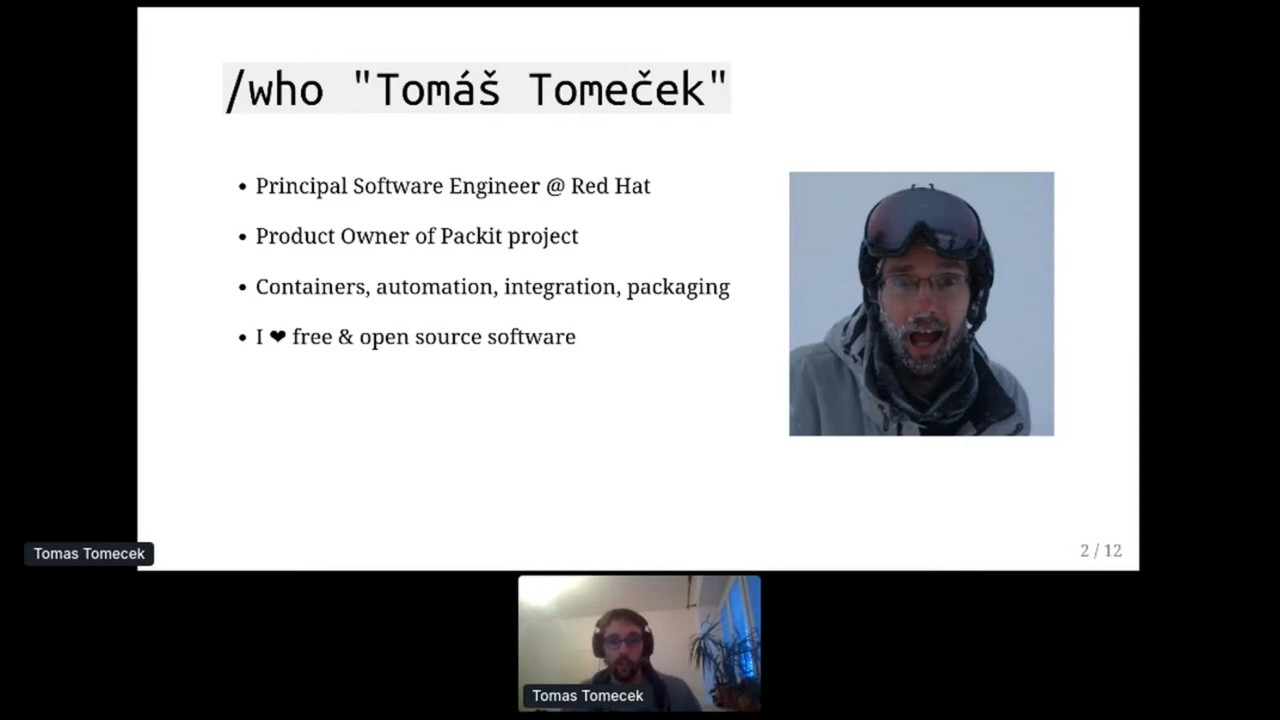 /who "Tomáš Tomeček"
• Principal Software Engineer @ Red Hat
• Product Owner of Packit project
• Containers, automation, integration, packaging
• I ❤ free & open source software
2 / 12
Tomas Tomecek
Tomas Tomecek